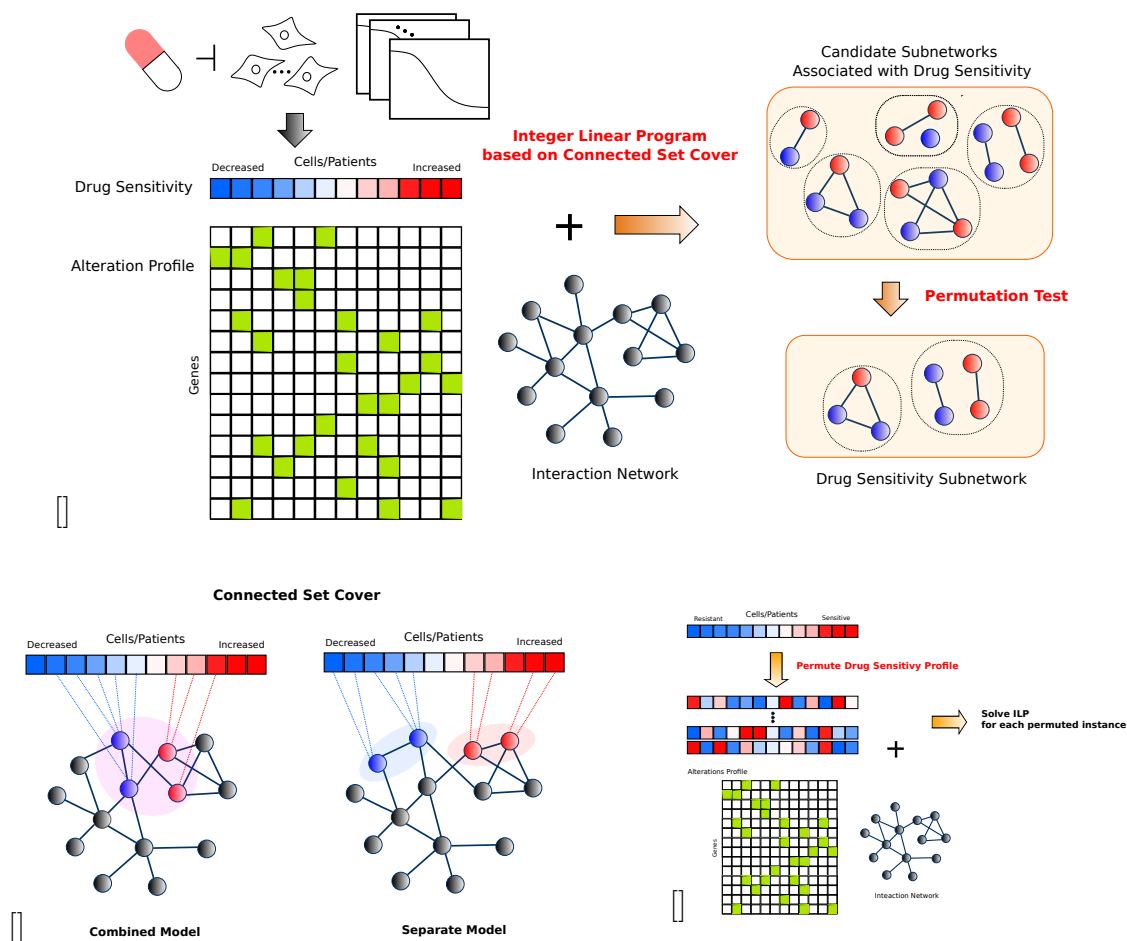 Candidate Subnetworks
Associated with Drug Sensitivity
Integer Linear Program
based on Connected Set Cover
Decreased
Cells/Patients
Increased
Drug Sensitivity
Alteration Profile
Genes
+
Interaction Network
Permutation Test
Drug Sensitivity Subnetwork
[]
Connected Set Cover
Decreased
Cells/Patients
Increased
Decreased
Cells/Patients
Increased
Combined Model
Separate Model
[]
Resistant
Cells/Patients
Sensitive
Permute Drug Sensitivy Profile
Solve ILP
for each permuted instance
+
Alterations Profile
Genes
Inteaction Network
[]